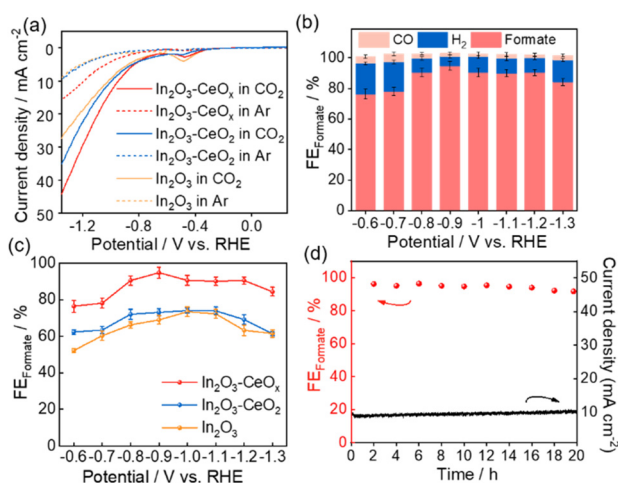 (a)
Current density / mA cm⁻²
0
10
20
30
40
50
In₂O₃-CeOₓ in CO₂
In₂O₃-CeOₓ in Ar
In₂O₃-CeO₂ in CO₂
In₂O₃-CeO₂ in Ar
In₂O₃ in CO₂
In₂O₃ in Ar
-1.2 -0.6 0.0
Potential / V vs. RHE
(b)
CO H₂ Formate
FE_Formate / %
100
80
60
40
20
0
-0.6 -0.7 -0.8 -0.9 -1 -1.1 -1.2 -1.3
Potential / V vs. RHE
(c)
FE_Formate / %
100
80
60
40
20
0
In₂O₃-CeOₓ
In₂O₃-CeO₂
In₂O₃
-0.6 -0.7 -0.8 -0.9 -1.0 -1.1 -1.2 -1.3
Potential / V vs. RHE
(d)
FE_Formate / %
100
80
60
40
20
0
50
40
30
20
10
0
Current density (mA cm⁻²)
0 2 4 6 8 10 12 14 16 18 20
Time / h